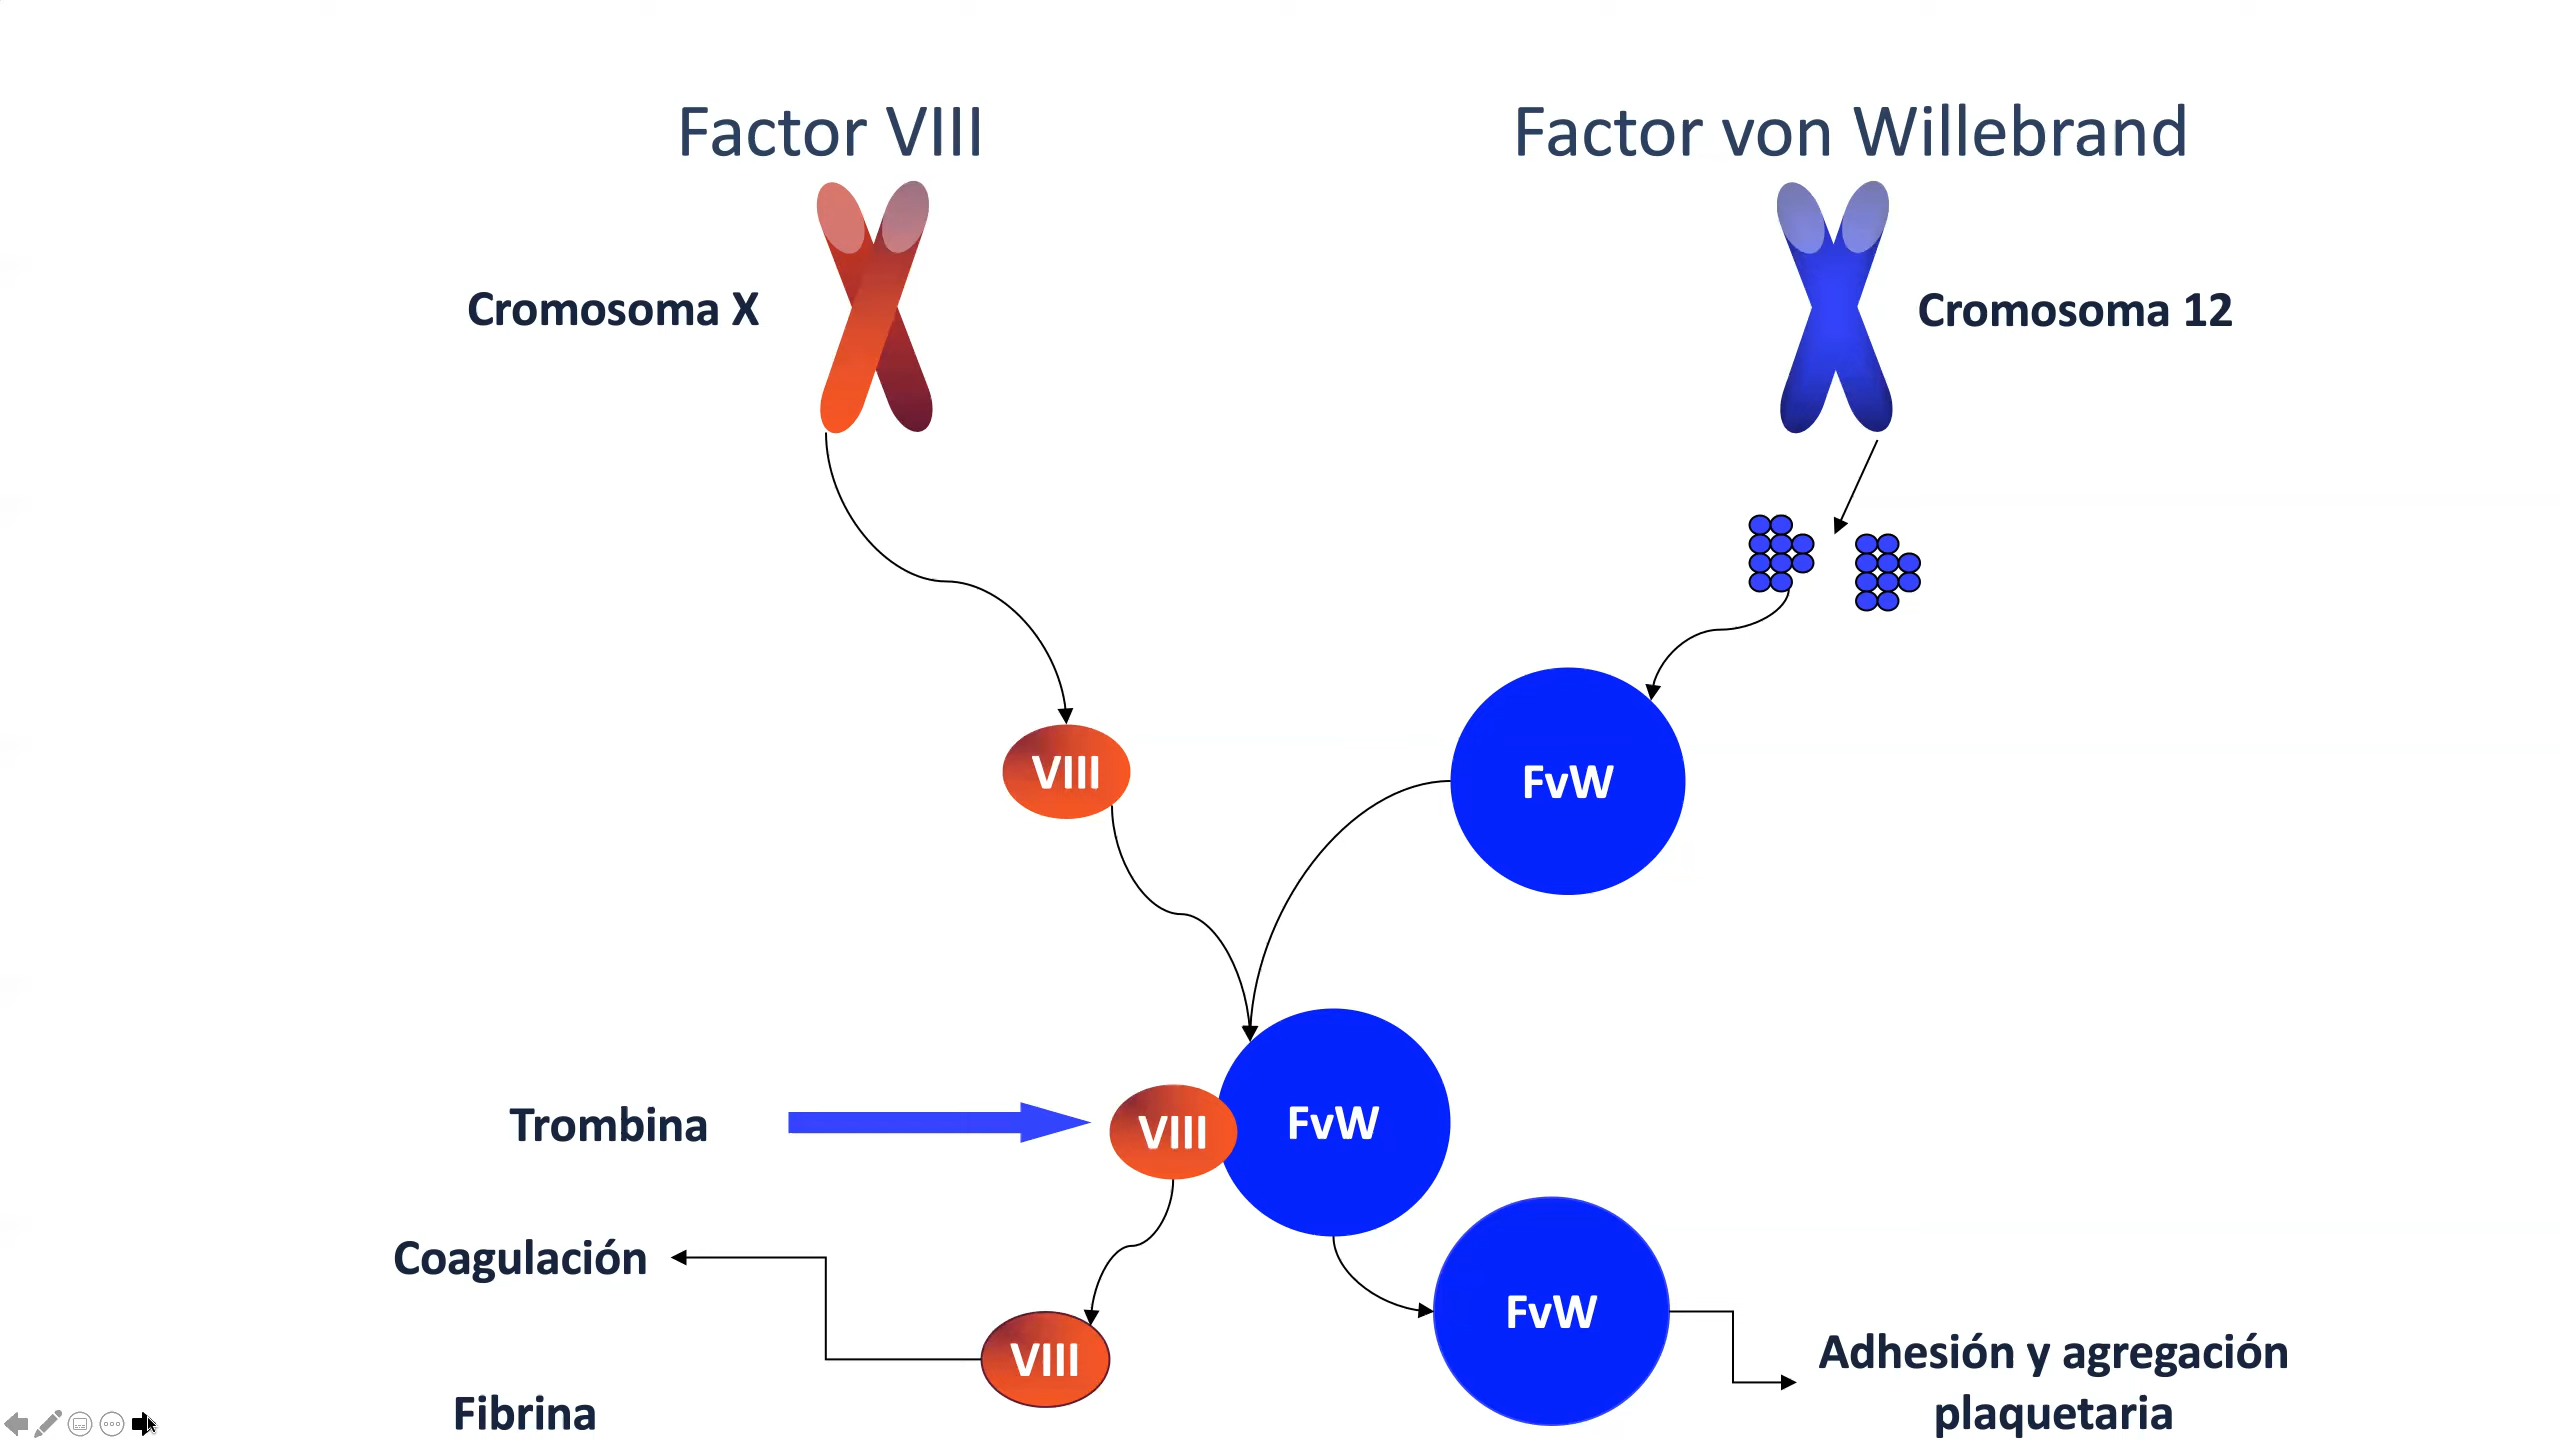 Factor VIII
Factor von Willebrand
Cromosoma X
Cromosoma 12
VIII
FvW
Trombina
VIII
FvW
Coagulación
VIII
FvW
Fibrina
Adhesión y agregación
plaquetaria